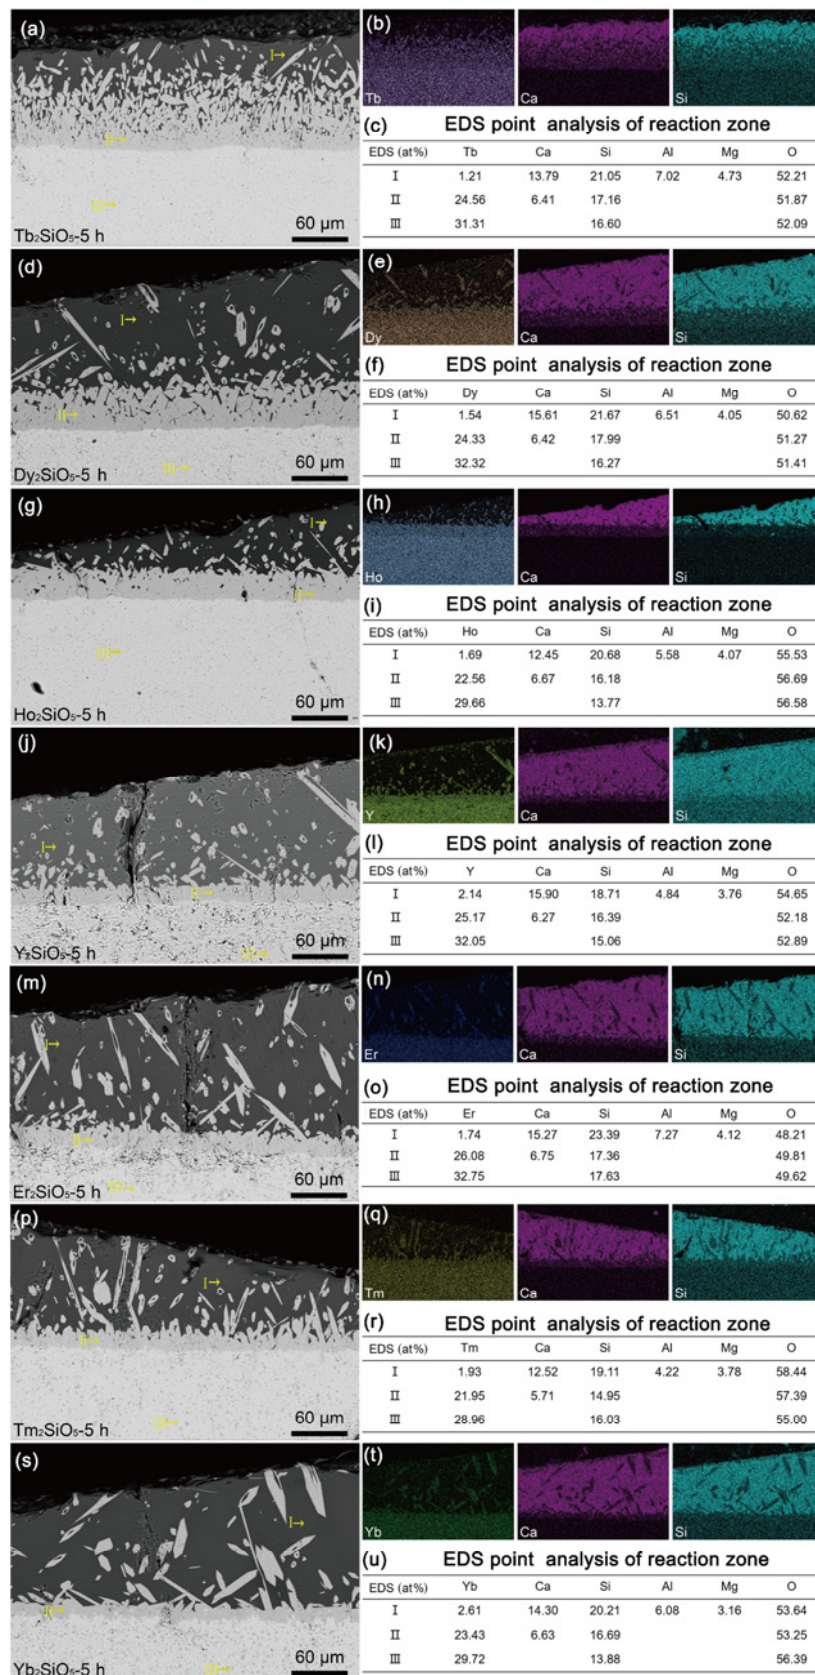 (a)
I→
II→
III→
Tb₂SiO₅-5 h
60 μm
(b)
Tb
Ca
Si
(c) EDS point analysis of reaction zone
EDS (at%) Tb Ca Si Al Mg O
I 1.21 13.79 21.05 7.02 4.73 52.21
II 24.56 6.41 17.16 51.87
III 31.31 16.60 52.09
(d)
I→
II→
III→
Dy₂SiO₅-5 h
60 μm
(e)
Dy
Ca
Si
(f) EDS point analysis of reaction zone
EDS (at%) Dy Ca Si Al Mg O
I 1.54 15.61 21.67 6.51 4.05 50.62
II 24.33 6.42 17.99 51.27
III 32.32 16.27 51.41
(g)
I→
II→
III→
Ho₂SiO₅-5 h
60 μm
(h)
Ho
Ca
Si
(i) EDS point analysis of reaction zone
EDS (at%) Ho Ca Si Al Mg O
I 1.69 12.45 20.68 5.58 4.07 55.53
II 22.56 6.67 16.18 56.69
III 29.66 13.77 56.58
(j)
I→
II→
III→
Y₂SiO₅-5 h
60 μm
(k)
Y
Ca
Si
(l) EDS point analysis of reaction zone
EDS (at%) Y Ca Si Al Mg O
I 2.14 15.90 18.71 4.84 3.76 54.65
II 25.17 6.27 16.39 52.18
III 32.05 15.06 52.89
(m)
I→
II→
III→
Er₂SiO₅-5 h
60 μm
(n)
Er
Ca
Si
(o) EDS point analysis of reaction zone
EDS (at%) Er Ca Si Al Mg O
I 1.74 15.27 23.39 7.27 4.12 48.21
II 26.08 6.75 17.36 49.81
III 32.75 17.63 49.62
(p)
I→
II→
III→
Tm₂SiO₅-5 h
60 μm
(q)
Tm
Ca
Si
(r) EDS point analysis of reaction zone
EDS (at%) Tm Ca Si Al Mg O
I 1.93 12.52 19.11 4.22 3.78 58.44
II 21.95 5.71 14.95 57.39
III 28.96 16.03 55.00
(s)
I→
II→
III→
Yb₂SiO₅-5 h
60 μm
(t)
Yb
Ca
Si
(u) EDS point analysis of reaction zone
EDS (at%) Yb Ca Si Al Mg O
I 2.61 14.30 20.21 6.08 3.16 53.64
II 23.43 6.63 16.69 53.25
III 29.72 13.88 56.39